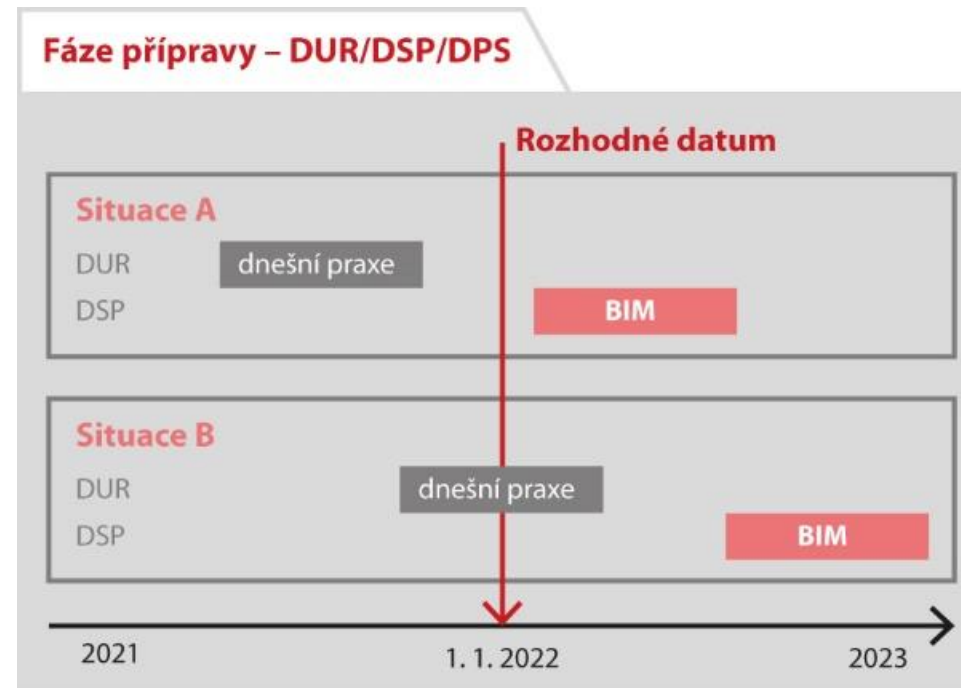 Fáze přípravy – DUR/DSP/DPS
Rozhodné datum
Situace A
DUR dnešní praxe
DSP BIM
Situace B
DUR dnešní praxe
DSP BIM
2021 1. 1. 2022 2023